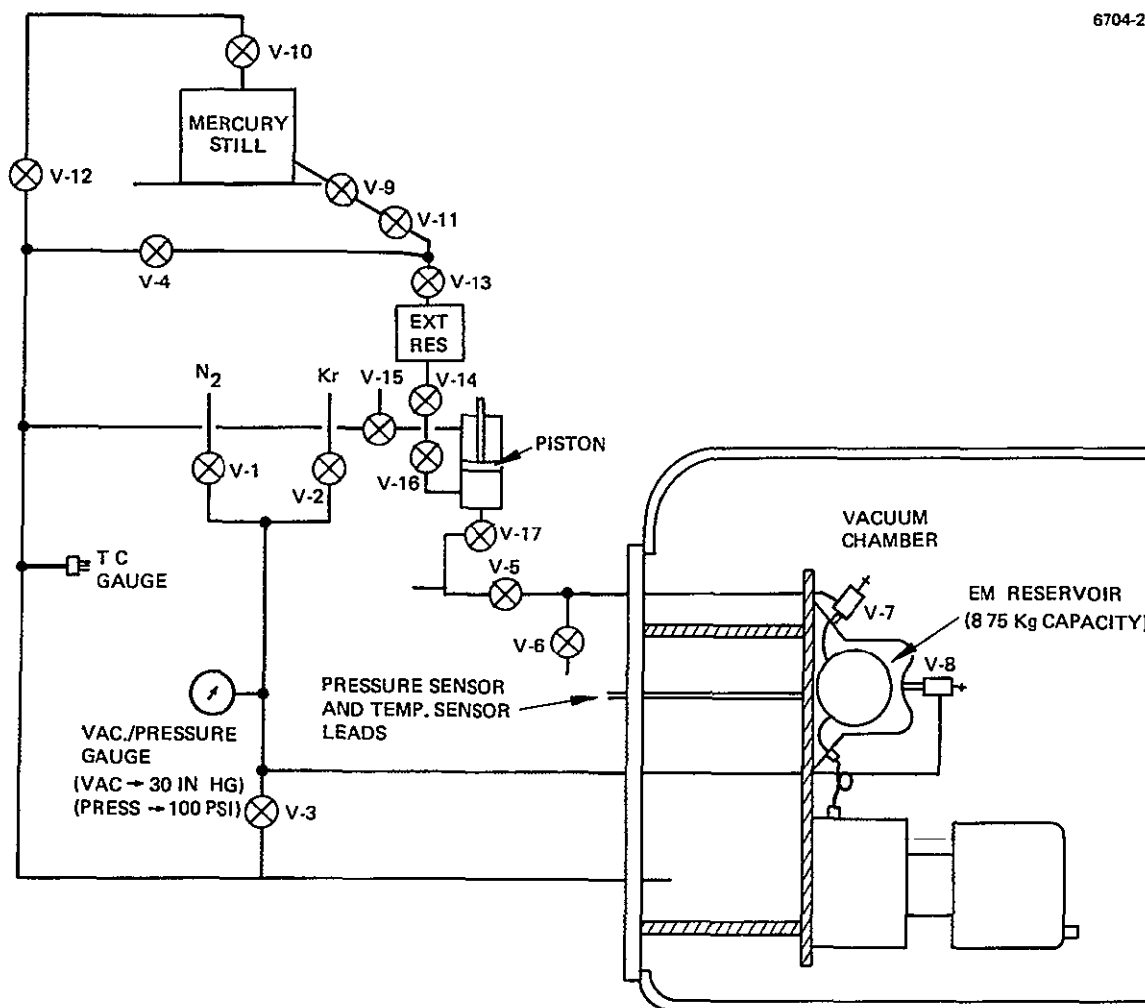 6704-2
V-10
MERCURY
STILL
V-12
V-9
V-11
V-4
V-13
EXT
RES
N2
Kr
V-15
V-14
PISTON
V-1
V-2
V-16
V-17
VACUUM
CHAMBER
T C
GAUGE
V-5
V-7
EM RESERVOIR
(8 75 Kg CAPACITY)
V-6
V-8
PRESSURE SENSOR
AND TEMP. SENSOR
LEADS
VAC./PRESSURE
GAUGE
(VAC → 30 IN HG)
(PRESS → 100 PSI)
V-3